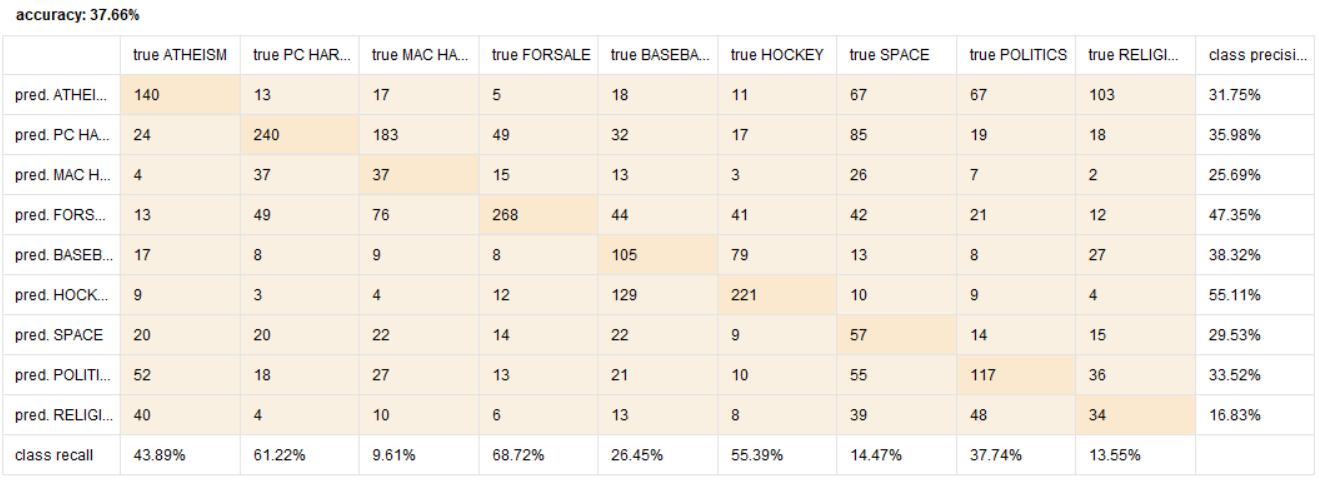 accuracy: 37.66%
true ATHEISM true PC HAR... true MAC HA... true FORSALE true BASEBA... true HOCKEY true SPACE true POLITICS true RELIGI... class precisi...
pred. ATHEI... 140 13 17 5 18 11 67 67 103 31.75%
pred. PC HA... 24 240 183 49 32 17 85 19 18 35.98%
pred. MAC H... 4 37 37 15 13 3 26 7 2 25.69%
pred. FORS... 13 49 76 268 44 41 42 21 12 47.35%
pred. BASEB... 17 8 9 8 105 79 13 8 27 38.32%
pred. HOCK... 9 3 4 12 129 221 10 9 4 55.11%
pred. SPACE 20 20 22 14 22 9 57 14 15 29.53%
pred. POLITI... 52 18 27 13 21 10 55 117 36 33.52%
pred. RELIGI... 40 4 10 6 13 8 39 48 34 16.83%
class recall 43.89% 61.22% 9.61% 68.72% 26.45% 55.39% 14.47% 37.74% 13.55%